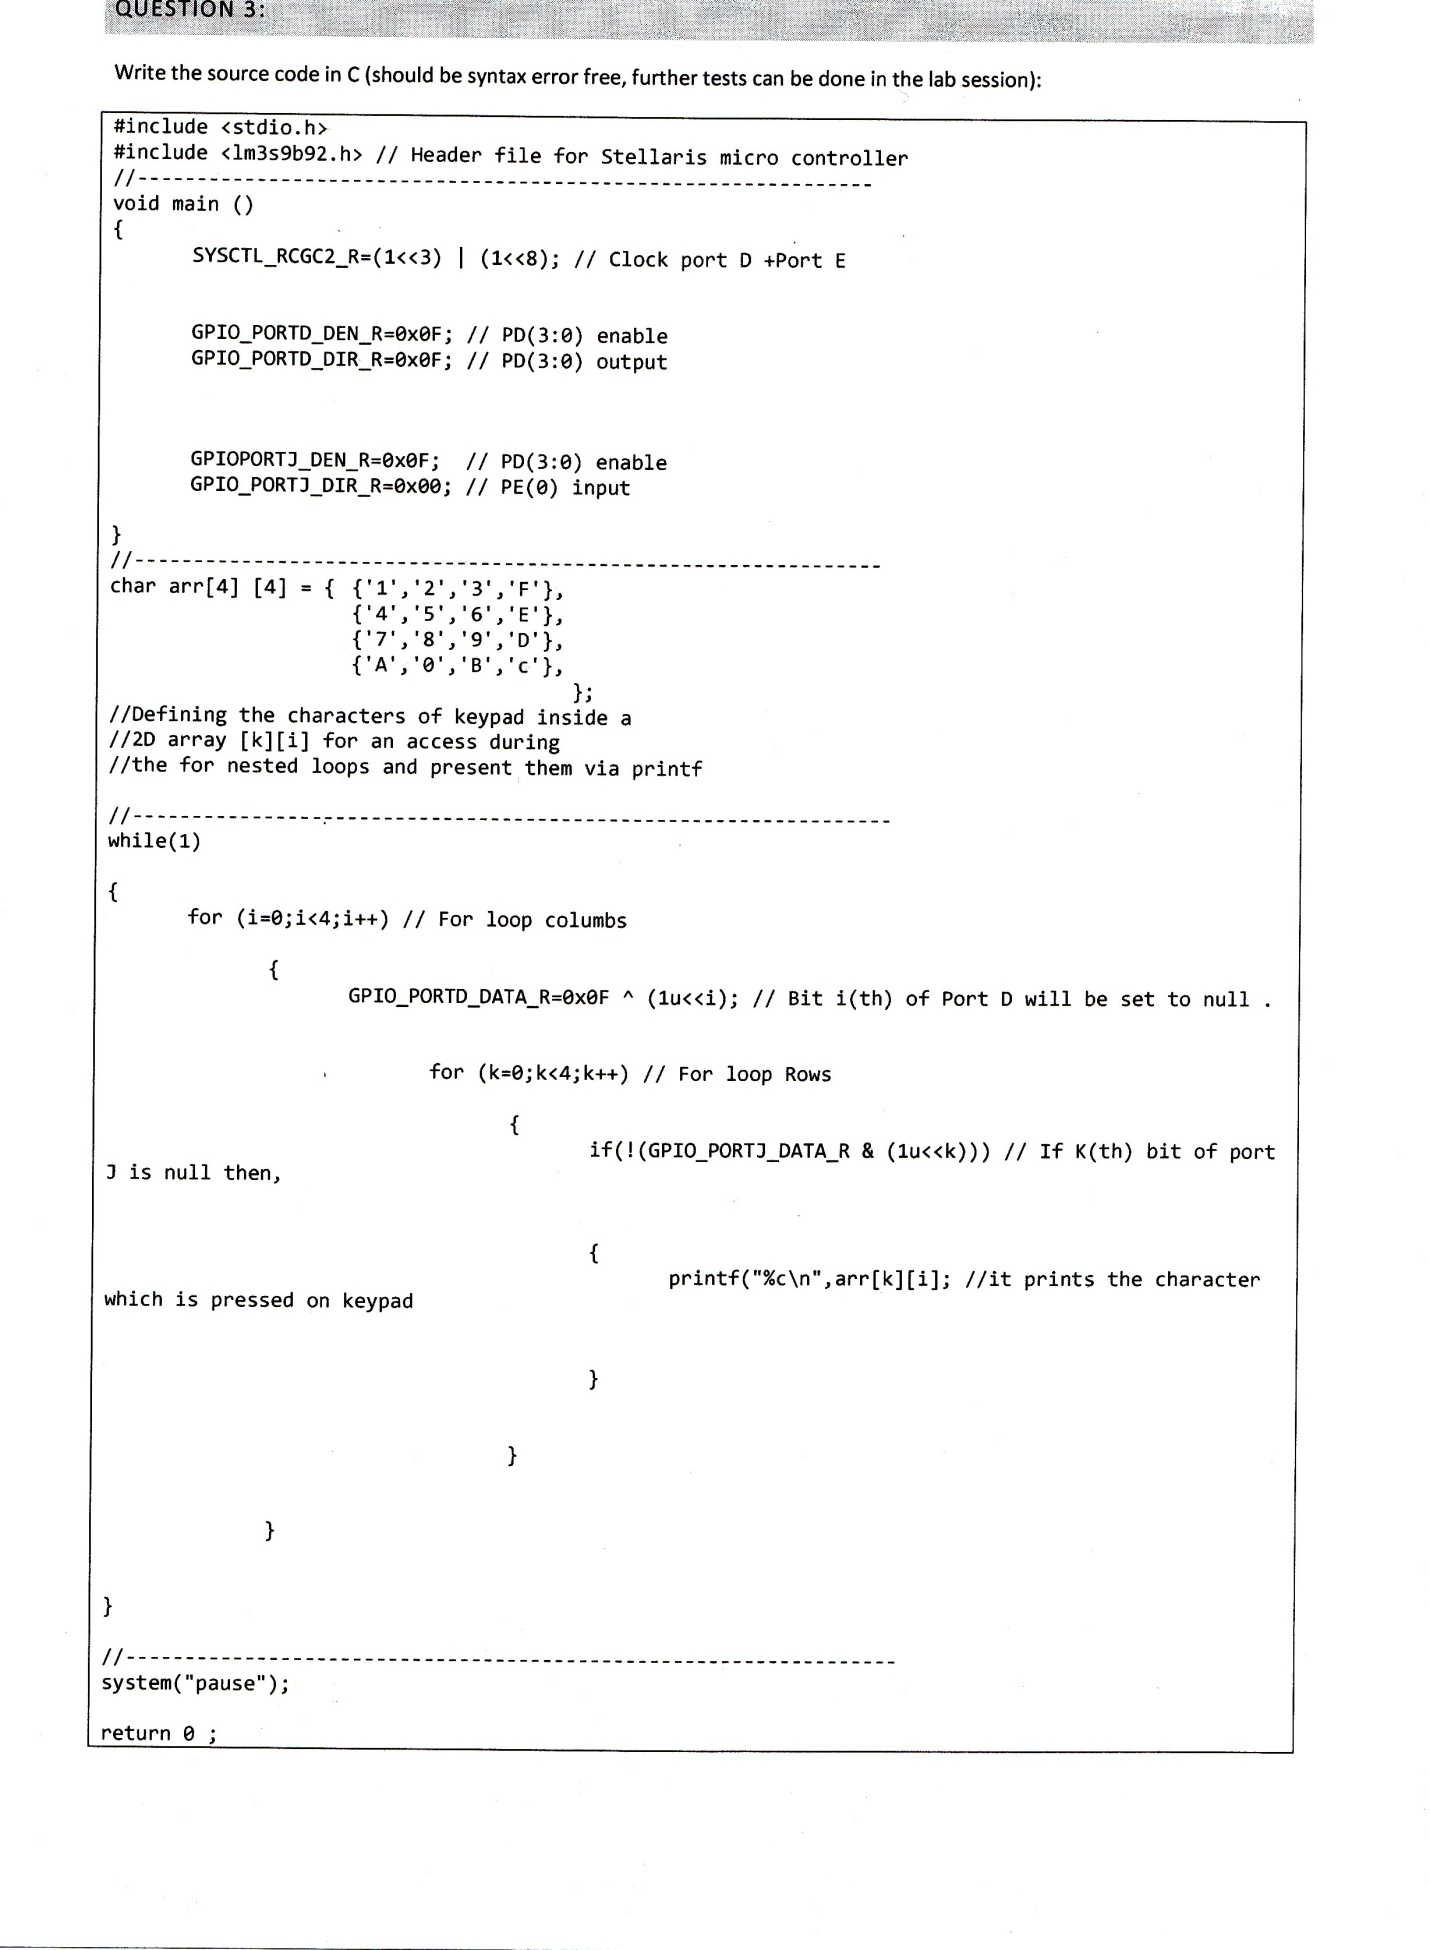 QUESTION 3:
Write the source code in C (should be syntax error free, further tests can be done in the lab session):
#include <stdio.h>
#include <lm3s9b92.h> // Header file for Stellaris micro controller
//--------------------------------------------------------------
void main ()
{
SYSCTL_RCGC2_R=(1<<3) | (1<<8); // Clock port D +Port E
GPIO_PORTD_DEN_R=0x0F; // PD(3:0) enable
GPIO_PORTD_DIR_R=0x0F; // PD(3:0) output
GPIOPORTJ_DEN_R=0x0F; // PD(3:0) enable
GPIO_PORTJ_DIR_R=0x00; // PE(0) input
}
//---------------------------------------------------------------
char arr[4] [4] = { {'1','2','3','F'},
{'4','5','6','E'},
{'7','8','9','D'},
{'A','0','B','c'},
};
//Defining the characters of keypad inside a
//2D array [k][i] for an access during
//the for nested loops and present them via printf
//----------------------------------------------------------------
while(1)
{
for (i=0;i<4;i++) // For loop columbs
{
GPIO_PORTD_DATA_R=0x0F ^ (1u<<i); // Bit i(th) of Port D will be set to null .
for (k=0;k<4;k++) // For loop Rows
{
if(!(GPIO_PORTJ_DATA_R & (1u<<k))) // If K(th) bit of port
J is null then,
{
printf("%c\n",arr[k][i]; //it prints the character
which is pressed on keypad
}
}
}
}
//-----------------------------------------------------------------
system("pause");
return 0 ;